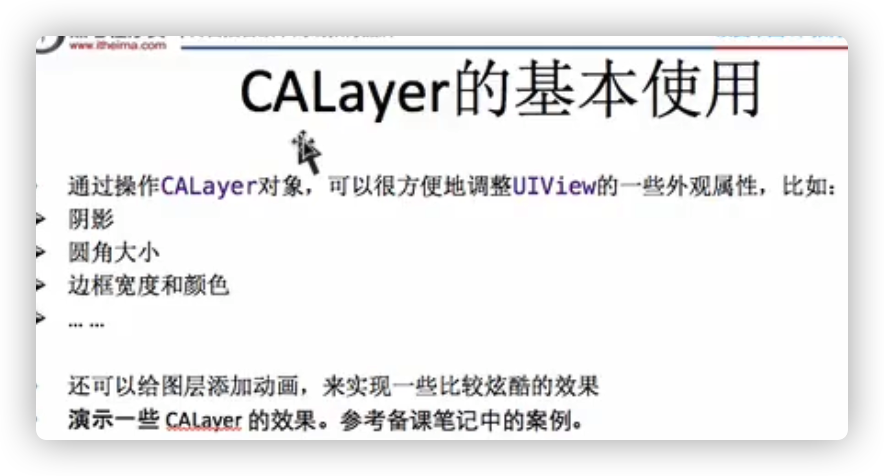 www.itheima.com
CALayer的基本使用
通过操作CALayer对象，可以很方便地调整UIView的一些外观属性，比如：
阴影
圆角大小
边框宽度和颜色
... ...
还可以给图层添加动画，来实现一些比较炫酷的效果
演示一些 CALayer 的效果。参考备课笔记中的案例。